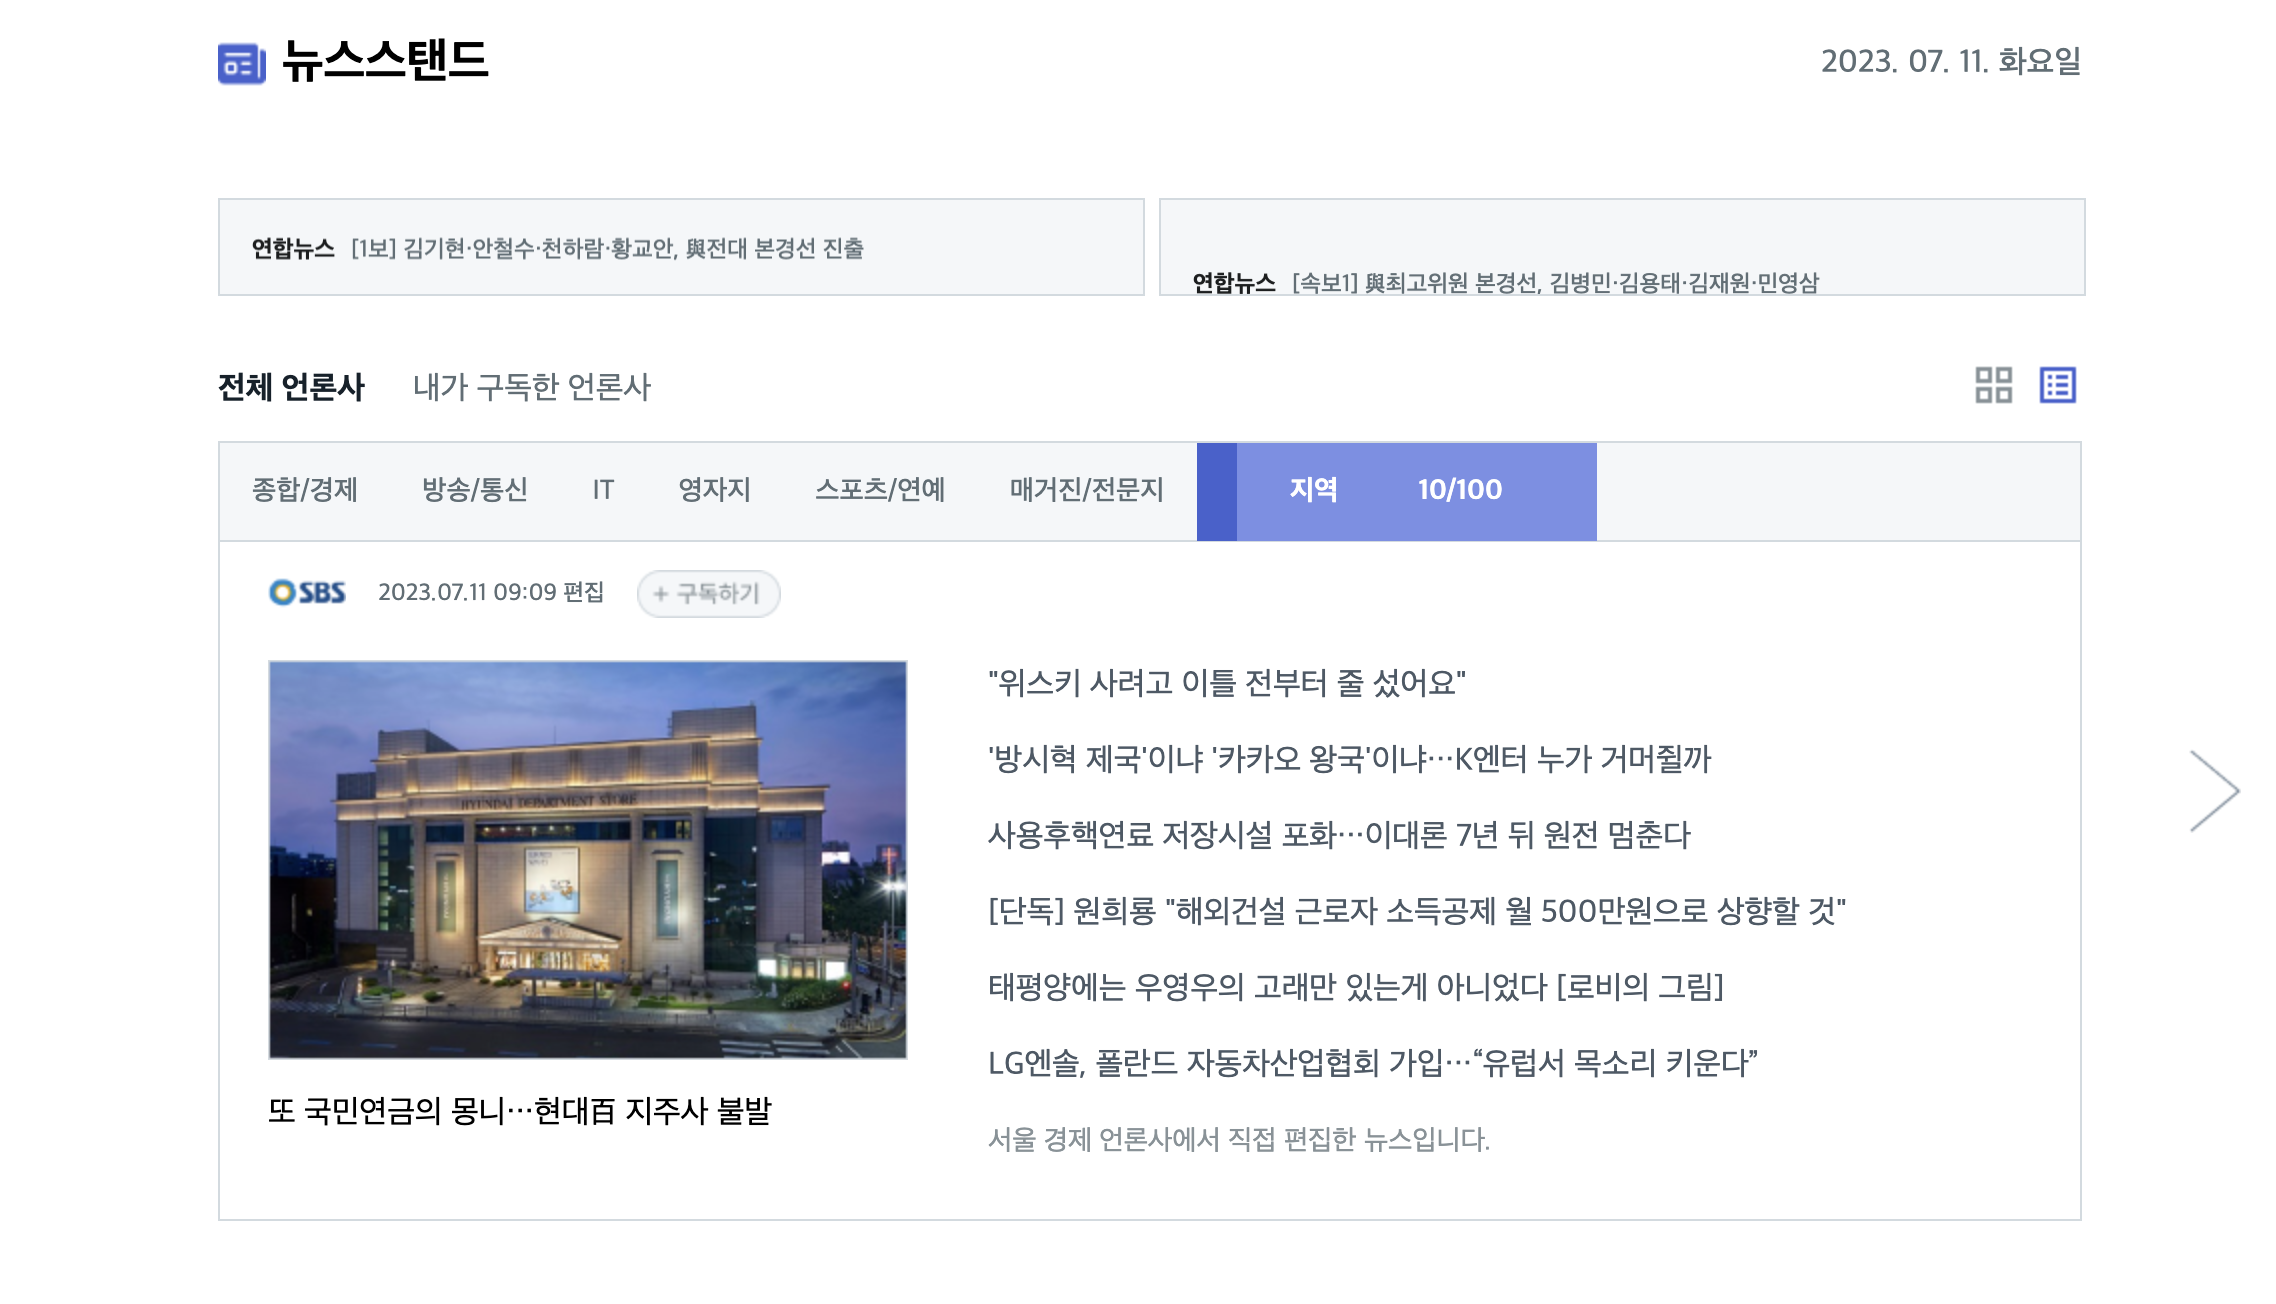 뉴스스탠드
2023. 07. 11. 화요일
연합뉴스 [1보] 김기현·안철수·천하람·황교안, 與전대 본경선 진출
연합뉴스 [속보1] 與최고위원 본경선, 김병민·김용태·김재원·민영삼
전체 언론사 내가 구독한 언론사
종합/경제 방송/통신 IT 영자지 스포츠/연예 매거진/전문지 지역 10/100
SBS 2023.07.11 09:09 편집 + 구독하기
HYUNDAI DEPARTMENT STORE
또 국민연금의 몽니…현대百 지주사 불발
"위스키 사려고 이틀 전부터 줄 섰어요"
'방시혁 제국'이냐 '카카오 왕국'이냐…K엔터 누가 거머쥘까
사용후핵연료 저장시설 포화…이대론 7년 뒤 원전 멈춘다
[단독] 원희룡 "해외건설 근로자 소득공제 월 500만원으로 상향할 것"
태평양에는 우영우의 고래만 있는게 아니었다 [로비의 그림]
LG엔솔, 폴란드 자동차산업협회 가입…“유럽서 목소리 키운다”
서울 경제 언론사에서 직접 편집한 뉴스입니다.